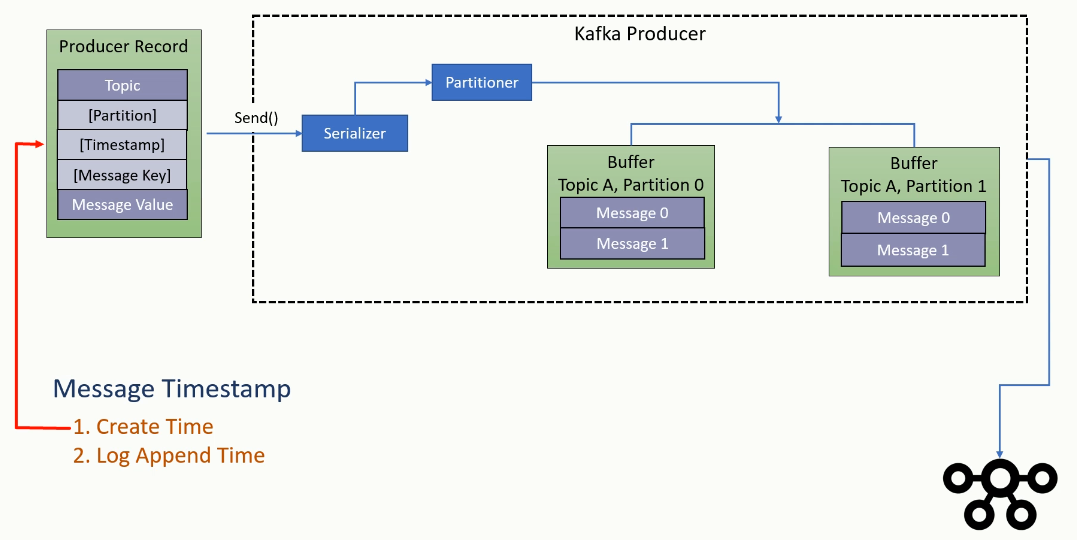 Kafka Producer
Producer Record
Topic
[Partition]
[Timestamp]
[Message Key]
Message Value
Send()
Serializer
Partitioner
Buffer
Topic A, Partition 0
Message 0
Message 1
Buffer
Topic A, Partition 1
Message 0
Message 1
Message Timestamp
1. Create Time
2. Log Append Time